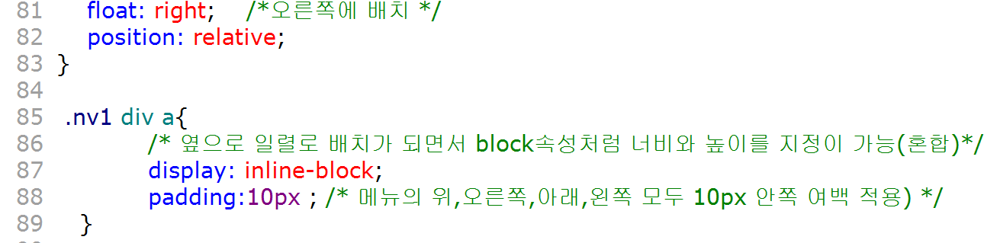 81 float: right; /*오른쪽에 배치 */
82 position: relative;
83 }
84
85 .nv1 div a{
86 /* 옆으로 일렬로 배치가 되면서 block속성처럼 너비와 높이를 지정이 가능(혼합)*/
87 display: inline-block;
88 padding:10px ; /* 메뉴의 위,오른쪽,아래,왼쪽 모두 10px 안쪽 여백 적용) */
89 }